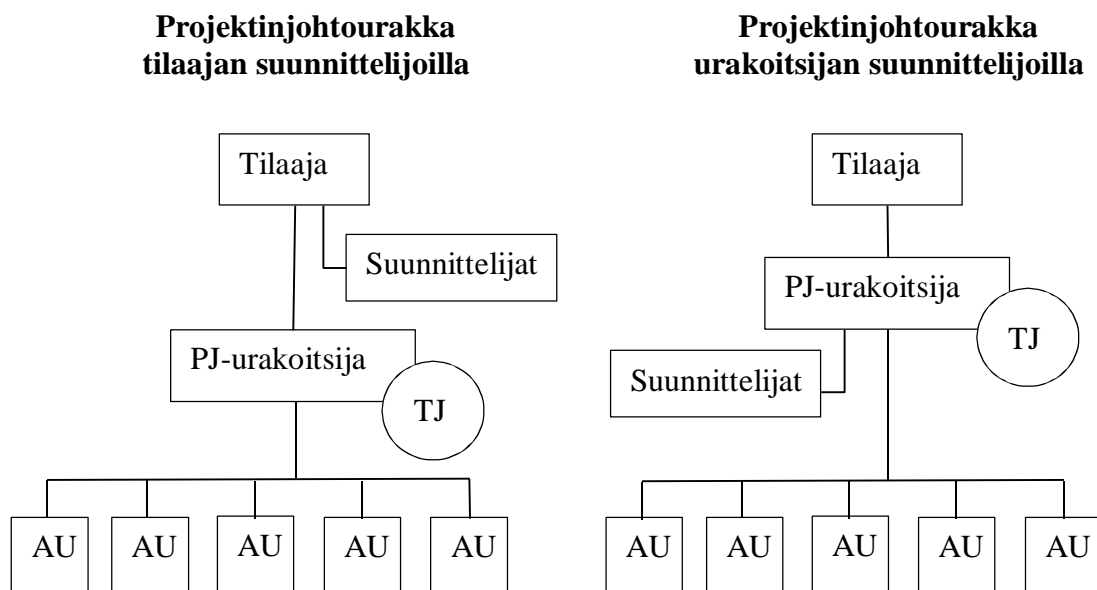 Projektinjohtourakka
tilaajan suunnittelijoilla
Tilaaja
Suunnittelijat
PJ-urakoitsija
TJ
AU AU AU AU AU
Projektinjohtourakka
urakoitsijan suunnittelijoilla
Tilaaja
PJ-urakoitsija
TJ
Suunnittelijat
AU AU AU AU AU